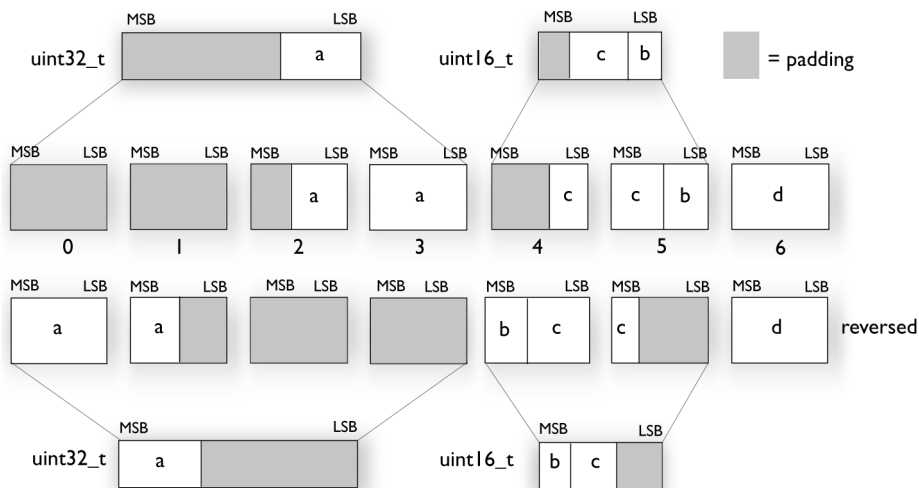 MSB LSB MSB LSB
uint32_t a uint16_t c b = padding
MSB LSB MSB LSB MSB LSB MSB LSB MSB LSB MSB LSB MSB LSB
a a c c b d
0 1 2 3 4 5 6
MSB LSB MSB LSB MSB LSB MSB LSB MSB LSB MSB LSB MSB LSB
a a b c c d reversed
MSB LSB MSB LSB
uint32_t a uint16_t b c